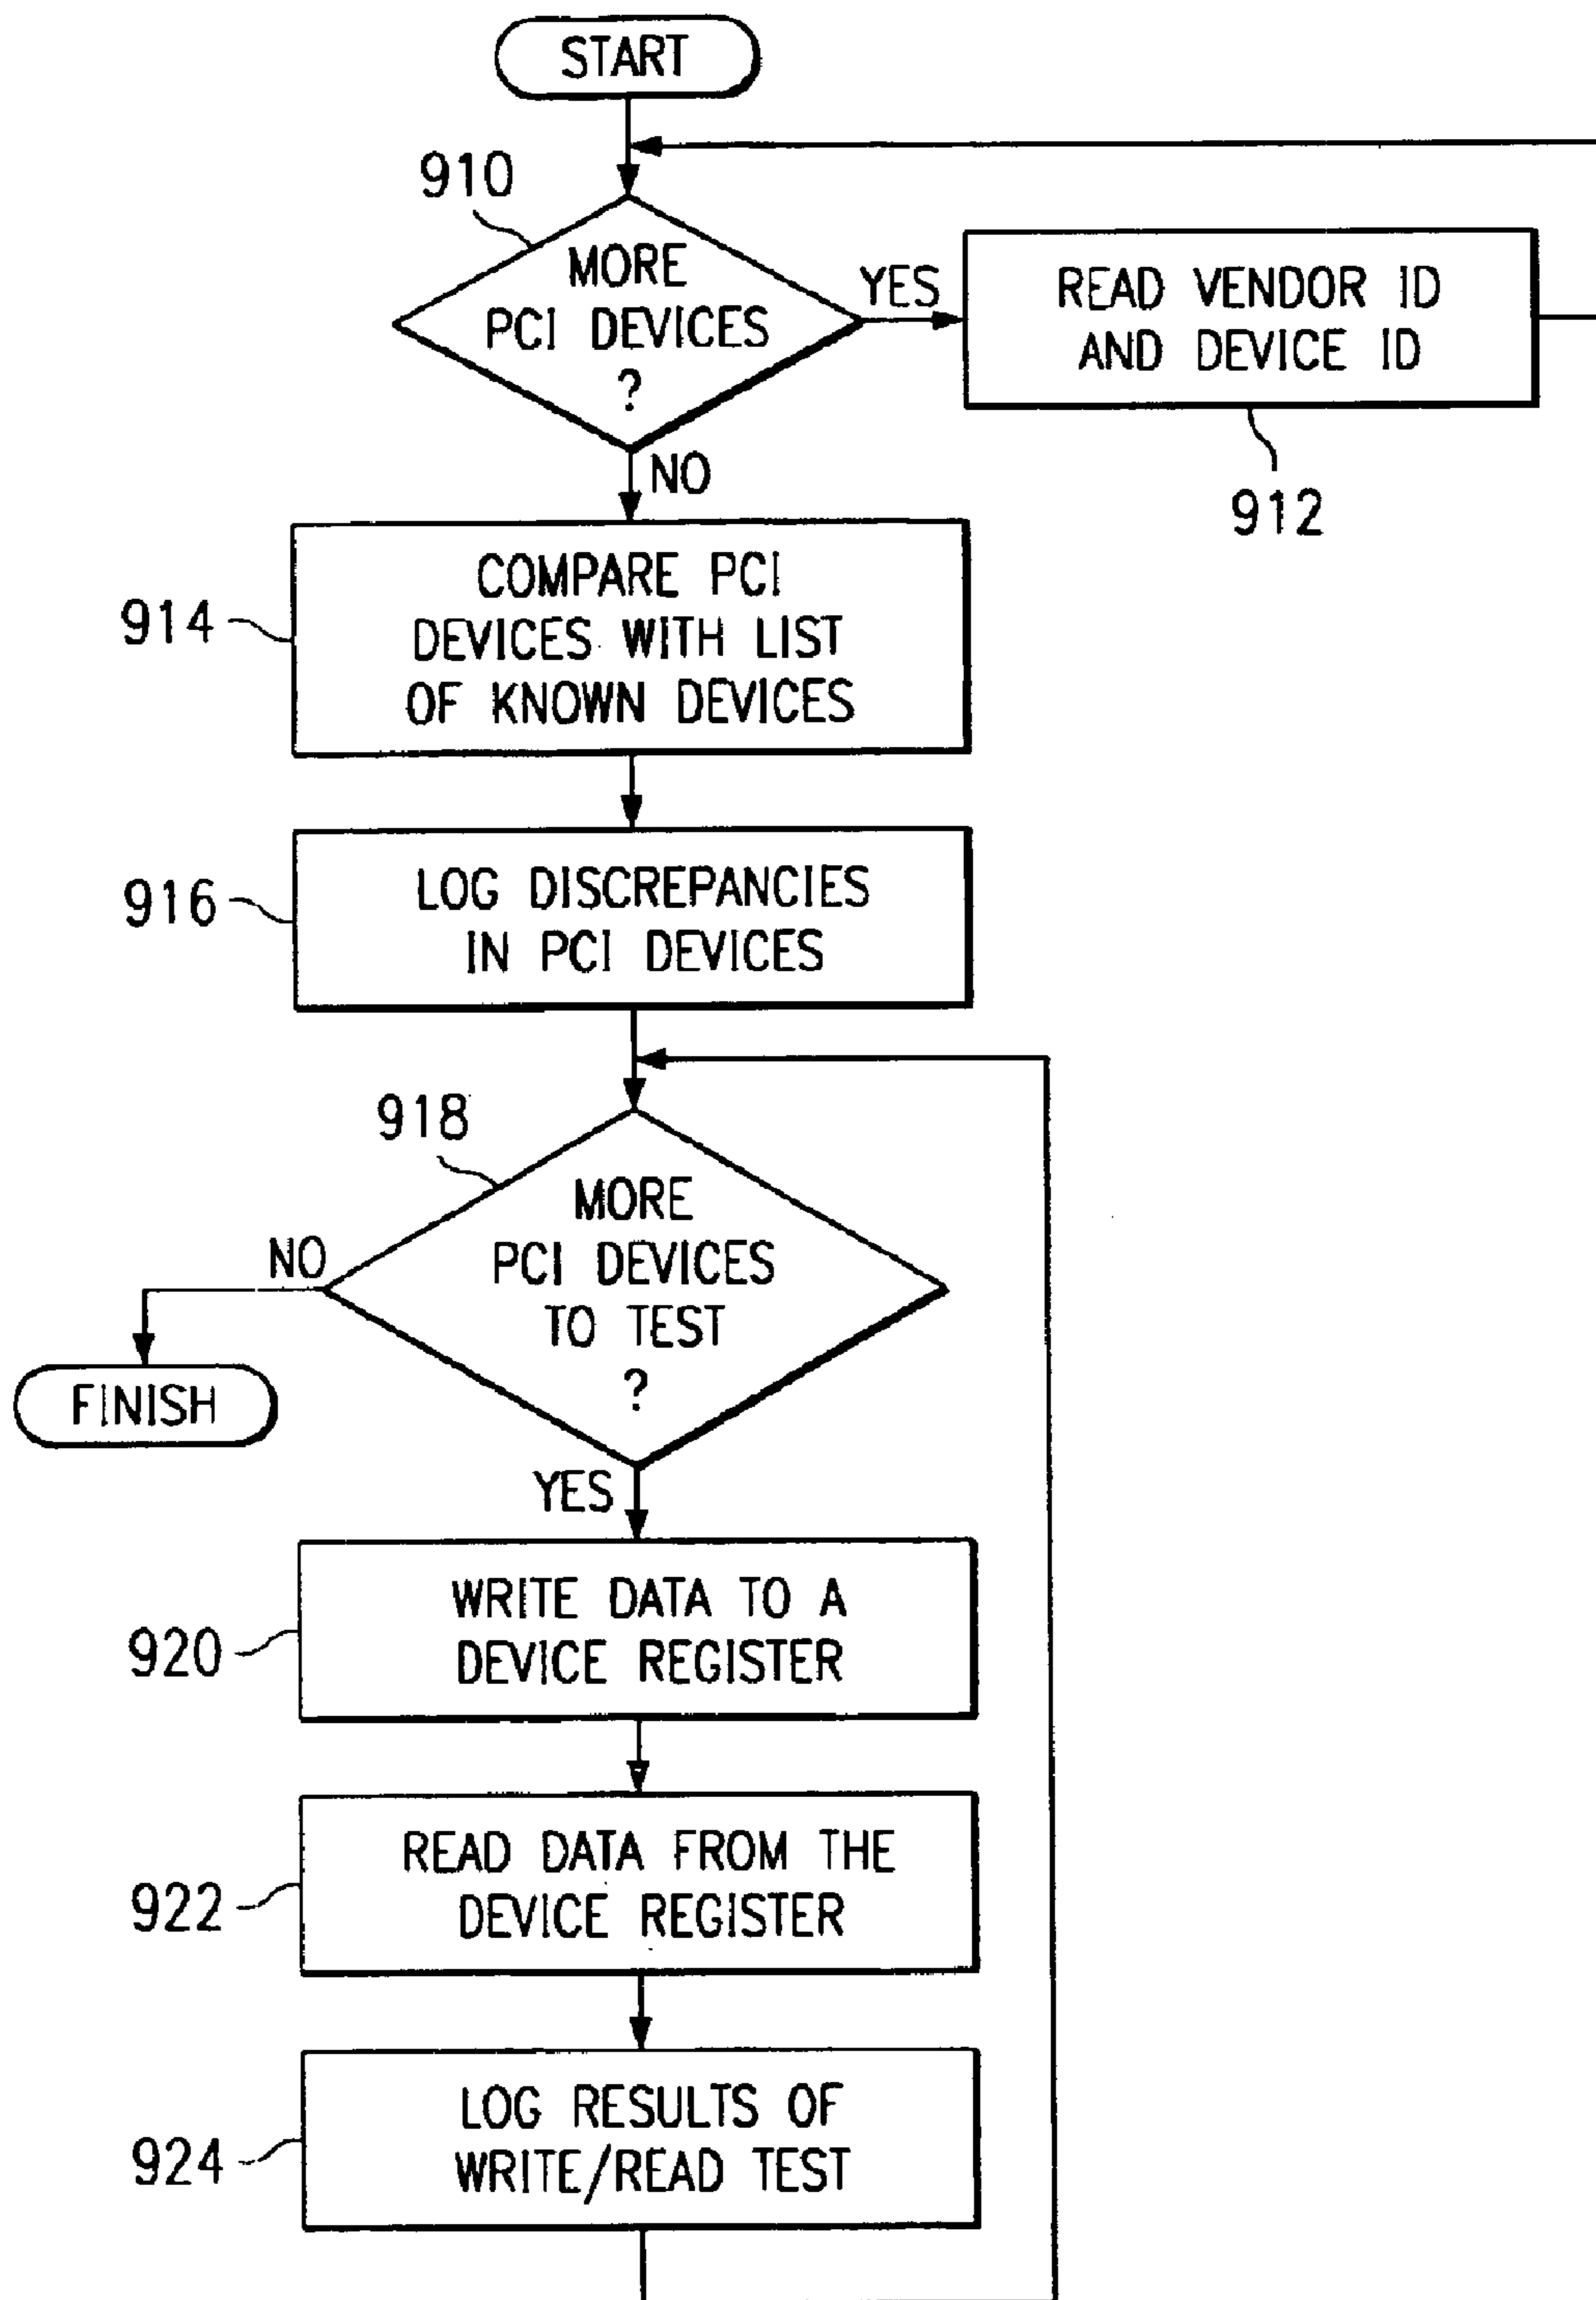 START
910
MORE
PCI DEVICES
?
YES
READ VENDOR ID
AND DEVICE ID
912
NO
COMPARE PCI
DEVICES WITH LIST
OF KNOWN DEVICES
914
LOG DISCREPANCIES
IN PCI DEVICES
916
918
MORE
PCI DEVICES
TO TEST
?
NO
FINISH
YES
WRITE DATA TO A
DEVICE REGISTER
920
READ DATA FROM THE
DEVICE REGISTER
922
LOG RESULTS OF
WRITE/READ TEST
924